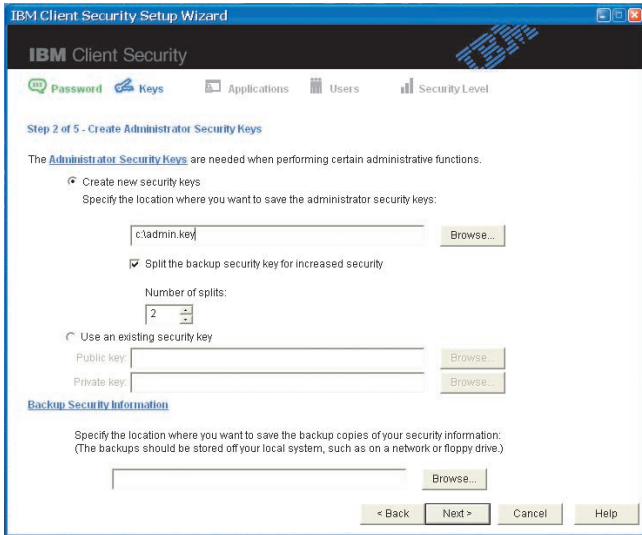 IBM Client Security Setup Wizard
IBM Client Security
IBM
Password Keys Applications Users Security Level
Step 2 of 5 - Create Administrator Security Keys
The Administrator Security Keys are needed when performing certain administrative functions.
Create new security keys
Specify the location where you want to save the administrator security keys:
c:\admin.key
Browse...
Split the backup security key for increased security
Number of splits:
2
Use an existing security key
Public key: Browse...
Private key: Browse...
Backup Security Information
Specify the location where you want to save the backup copies of your security information:
(The backups should be stored off your local system, such as on a network or floppy drive.)
Browse...
< Back Next > Cancel Help